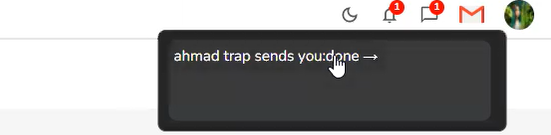 1 1
ahmad trap sends you:done →